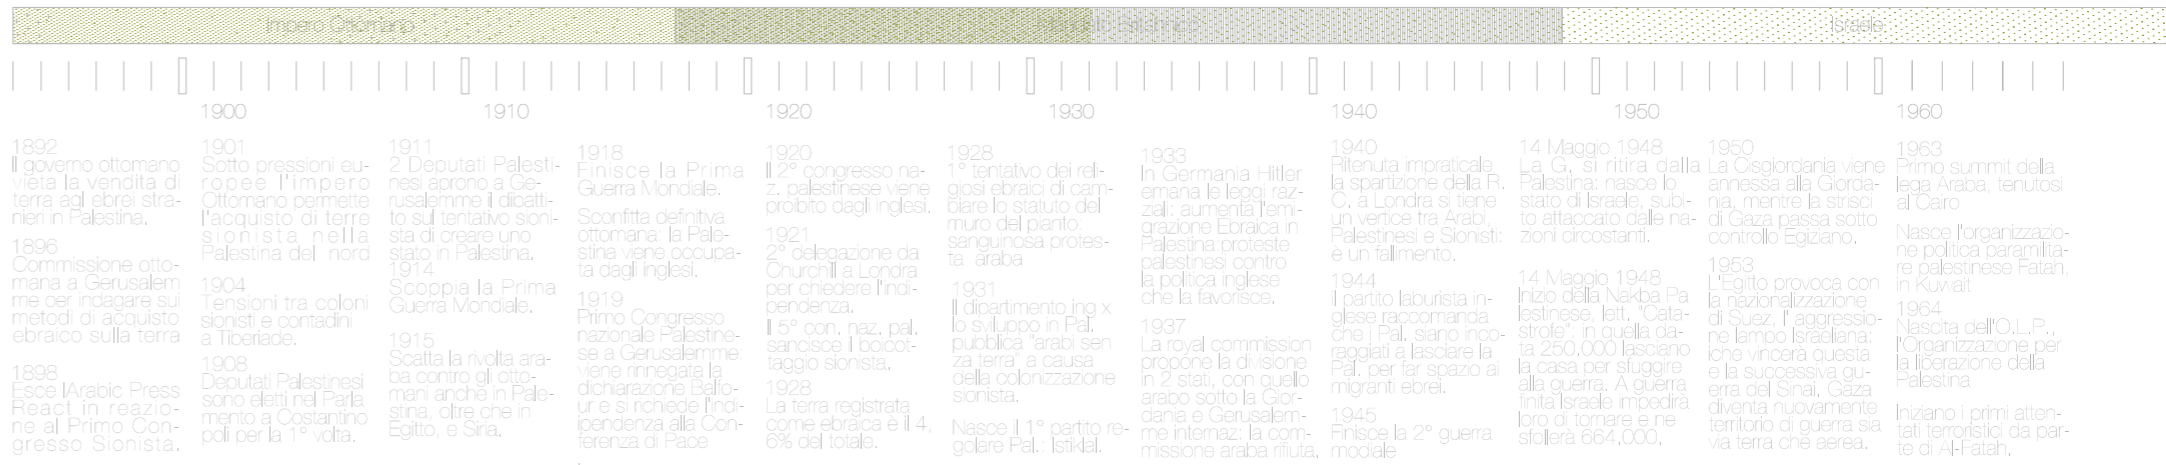 Impero Ottomano
Mandato Britannico
Israele
1900
1910
1920
1930
1940
1950
1960
1892
Il governo ottomano
vieta la vendita di
terra agl ebrei stra-
nieri in Palestina.
1896
Commissione otto-
mana a Gerusalem
me oer indagare sui
metodi di acquisto
ebraico sulla terra
1898
Esce lArabic Press
React in reazio-
ne al Primo Con-
gresso Sionista.
1901
Sotto pressioni eu-
ropee l'impero
Ottomano permette
l'acquisto di terre
sionista nella
Palestina del nord
1904
Tensioni tra coloni
sionisti e contadini
a Tiberiade.
1908
Deputati Palestinesi
sono eletti nel Parla
mento a Costantino
poli per la 1° volta.
1911
2 Deputati Palesti-
nesi aprono a Ge-
rusalemme il dibatti-
to sul tentativo sioni-
sta di creare uno
stato in Palestina.
1914
Scoppia la Prima
Guerra Mondiale.
1915
Scatta la rivolta ara-
ba contro gli otto-
mani anche in Pale-
stina, oltre che in
Egitto, e Siria.
1918
Finisce la Prima
Guerra Mondiale.
Sconfitta definitva
ottomana: la Pale-
stina viene occupa-
ta dagli inglesi.
1919
Primo Congresso
nazionale Palestine-
se a Gerusalemme:
viene rinnegata la
dichiarazione Balfo-
ur e si richiede l'indi-
ipendenza alla Con-
ferenza di Pace
.
1920
Il 2° congresso na-
z. palestinese viene
proibito dagli inglesi.
1921
2° delegazione da
Churchill a Londra
per chiedere l'indi-
pendenza.
Il 5° con. naz. pal.
sancisce il boicot-
taggio sionista.
1928
La terra registrata
come ebraica è il 4,
6% del totale.
1928
1° tentativo dei reli-
giosi ebraici di cam-
biare lo statuto del
muro del pianto:
sanguinosa protes-
ta araba
1931
Il dipartimento ing x
lo sviluppo in Pal.
pubblica "arabi sen
za terra" a causa
della colonizzazione
sionista.
Nasce il 1° partito re-
golare Pal.: Istiklal.
1933
In Germania Hitler
emana le leggi raz-
ziali: aumenta l'emi-
grazione Ebraica in
Palestina:proteste
palestinesi contro
la politica inglese
che la favorisce.
1937
La royal commission
propone la divisione
in 2 stati, con quello
arabo sotto la Gior-
dania e Gerusalem-
me internaz: la com-
missione araba rifiuta.
1940
Ritenuta impraticale
la spartizione della R.
C. a Londra si tiene
un vertice tra Arabi,
Palestinesi e Sionisti:
e un fallimento.
1944
Il partito laburista in-
glese raccomanda
che i Pal. siano inco-
raggiati a lasciare la
Pal. per far spazio ai
migranti ebrei.
1945
Finisce la 2° guerra
modiale
14 Maggio 1948
La G. si ritira dalla
Palestina: nasce lo
stato di Israele, subi-
to attaccato dalle na-
zioni circostanti.
14 Maggio 1948
Inizio della Nakba Pa
lestinese, lett. "Cata-
strofe": in quella da-
ta 250.000 lasciano
la casa per sfuggire
alla guerra. A guerra
finita Israele impedirà
loro di tornare e ne
sfollerà 664.000.
1950
La Cisgiordania viene
annessa alla Giorda-
nia, mentre la strisci
di Gaza passa sotto
controllo Egiziano.
1953
L'Egitto provoca con
la nazionalizzazione
di Suez, l' aggressio-
ne lampo Israeliana:
che vincerà questa
e la successiva gu-
erra del Sinai. Gaza
diventa nuovamente
territorio di guerra sia
via terra che aerea.
1963
Primo summit della
lega Araba, tenutosi
al Cairo
Nasce l'organizzazio-
ne politica paramilita-
re palestinese Fatah,
in Kuwait
1964
Nascita dell'O.L.P.,
l'Organizzazione per
la liberazione della
Palestina
Iniziano i primi atten-
tati terroristici da par-
te di Al-Fatah.